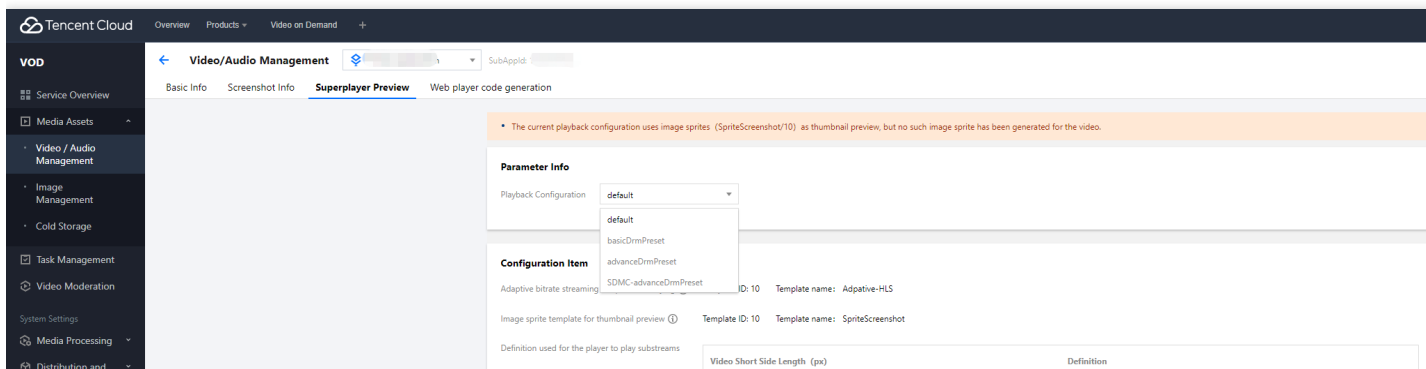 Tencent Cloud Overview Products Video on Demand +
VOD
Video/Audio Management SubAppId:
Basic Info Screenshot Info Superplayer Preview Web player code generation
Service Overview
Media Assets
Video / Audio
Management
Image
Management
Cold Storage
Task Management
Video Moderation
System Settings
Media Processing
Distribution and
• The current playback configuration uses image sprites (SpriteScreenshot/10) as thumbnail preview, but no such image sprite has been generated for the video.
Parameter Info
Playback Configuration default
default
basicDrmPreset
advanceDrmPreset
SDMC-advanceDrmPreset
Configuration Item
Adaptive bitrate streaming ID: 10 Template name: Adpative-HLS
Image sprite template for thumbnail preview Template ID: 10 Template name: SpriteScreenshot
Definition used for the player to play substreams
Video Short Side Length (px) Definition